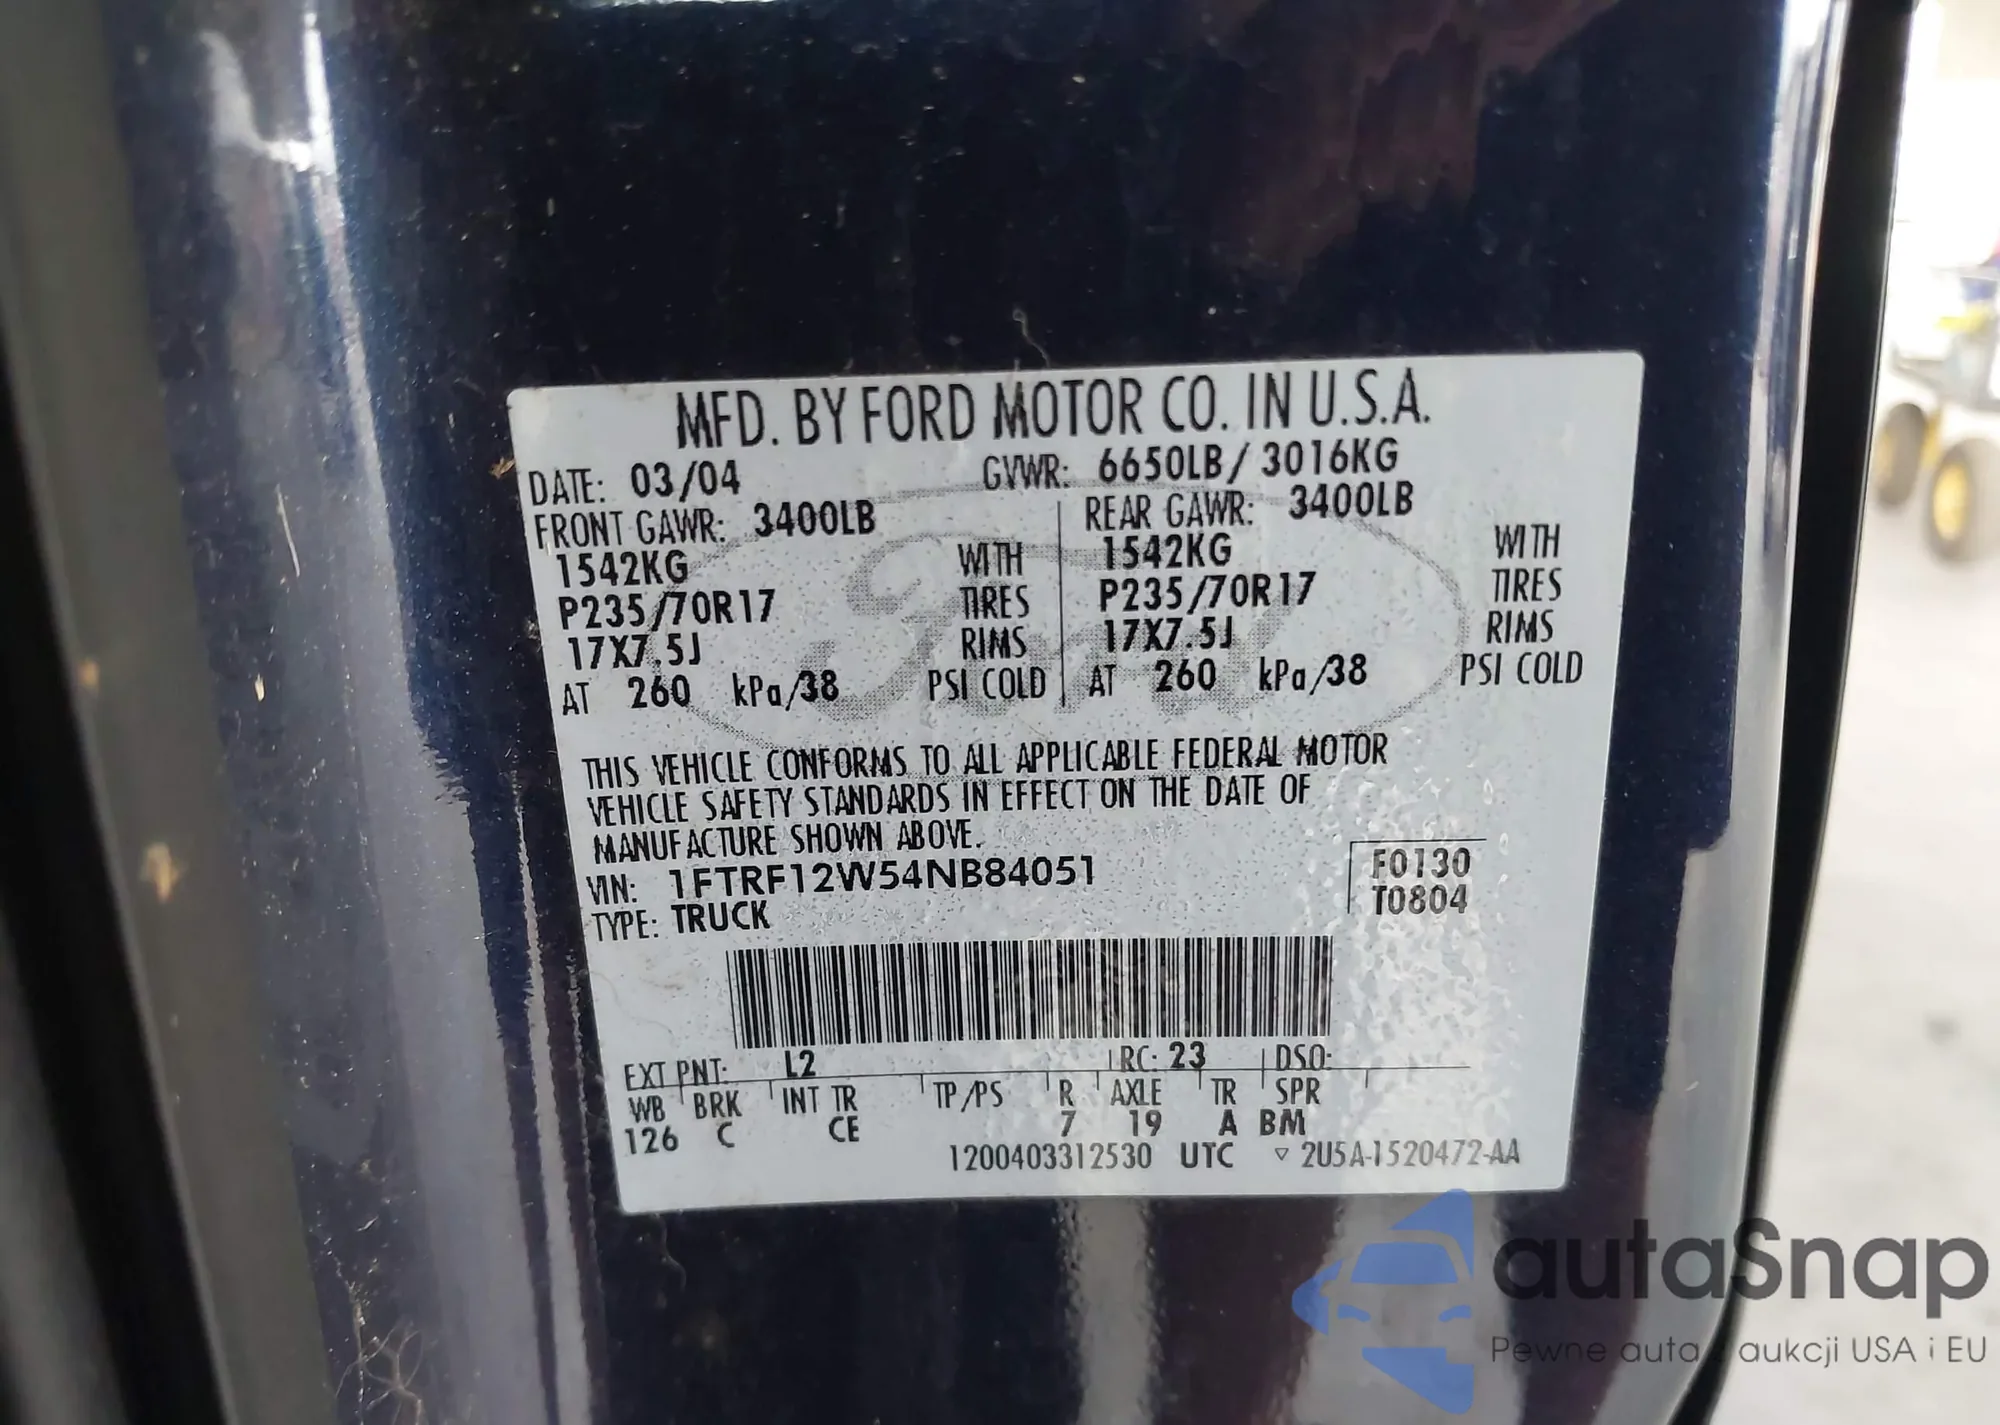 MFD. BY FORD MOTOR CO. IN U.S.A.
DATE: 03/04 GVWR: 6650LB/ 3016KG
FRONT GAWR: 3400LB REAR GAWR: 3400LB
1542KG WITH 1542KG WITH
P235/70R17 TIRES P235/70R17 TIRES
17X7.5J RIMS 17X7.5J RIMS
AT 260 kPa/38 PSI COLD AT 260 kPa/38 PSI COLD
THIS VEHICLE CONFORMS TO ALL APPLICABLE FEDERAL MOTOR
VEHICLE SAFETY STANDARDS IN EFFECT ON THE DATE OF
MANUFACTURE SHOWN ABOVE.
VIN: 1FTRF12W54NB84051 F0130
TYPE: TRUCK T0804
EXT PNT: L2 RC: 23 DSO:
WB BRK INT TR TP/PS R AXLE TR SPR
126 C CE 7 19 A BM
1200403312530 UTC ▽ 2U5A-1520472-AA
Ford
autaSnap
Pewne auta z aukcji USA i EU